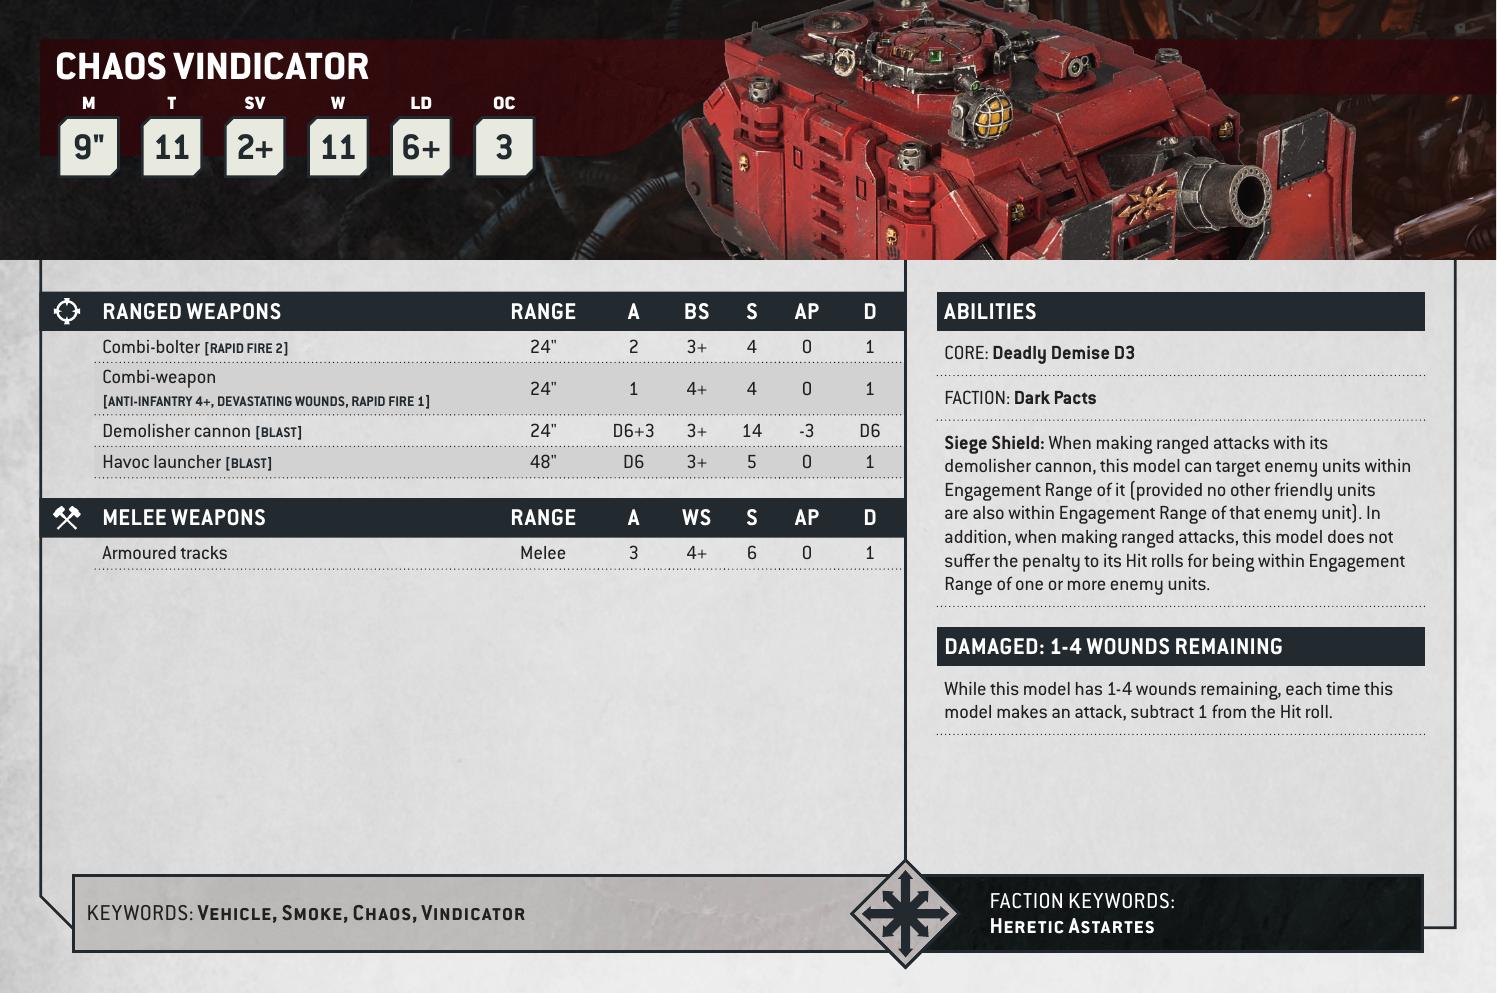 CHAOS VINDICATOR
M T SV W LD OC
9" 11 2+ 11 6+ 3
RANGED WEAPONS RANGE A BS S AP D
Combi-bolter [RAPID FIRE 2] 24" 2 3+ 4 0 1
Combi-weapon
[ANTI-INFANTRY 4+, DEVASTATING WOUNDS, RAPID FIRE 1] 24" 1 4+ 4 0 1
Demolisher cannon [BLAST] 24" D6+3 3+ 14 -3 D6
Havoc launcher [BLAST] 48" D6 3+ 5 0 1
MELEE WEAPONS RANGE A WS S AP D
Armoured tracks Melee 3 4+ 6 0 1
ABILITIES
CORE: Deadly Demise D3
FACTION: Dark Pacts
Siege Shield: When making ranged attacks with its
demolisher cannon, this model can target enemy units within
Engagement Range of it (provided no other friendly units
are also within Engagement Range of that enemy unit). In
addition, when making ranged attacks, this model does not
suffer the penalty to its Hit rolls for being within Engagement
Range of one or more enemy units.
DAMAGED: 1-4 WOUNDS REMAINING
While this model has 1-4 wounds remaining, each time this
model makes an attack, subtract 1 from the Hit roll.
KEYWORDS: VEHICLE, SMOKE, CHAOS, VINDICATOR
FACTION KEYWORDS:
HERETIC ASTARTES